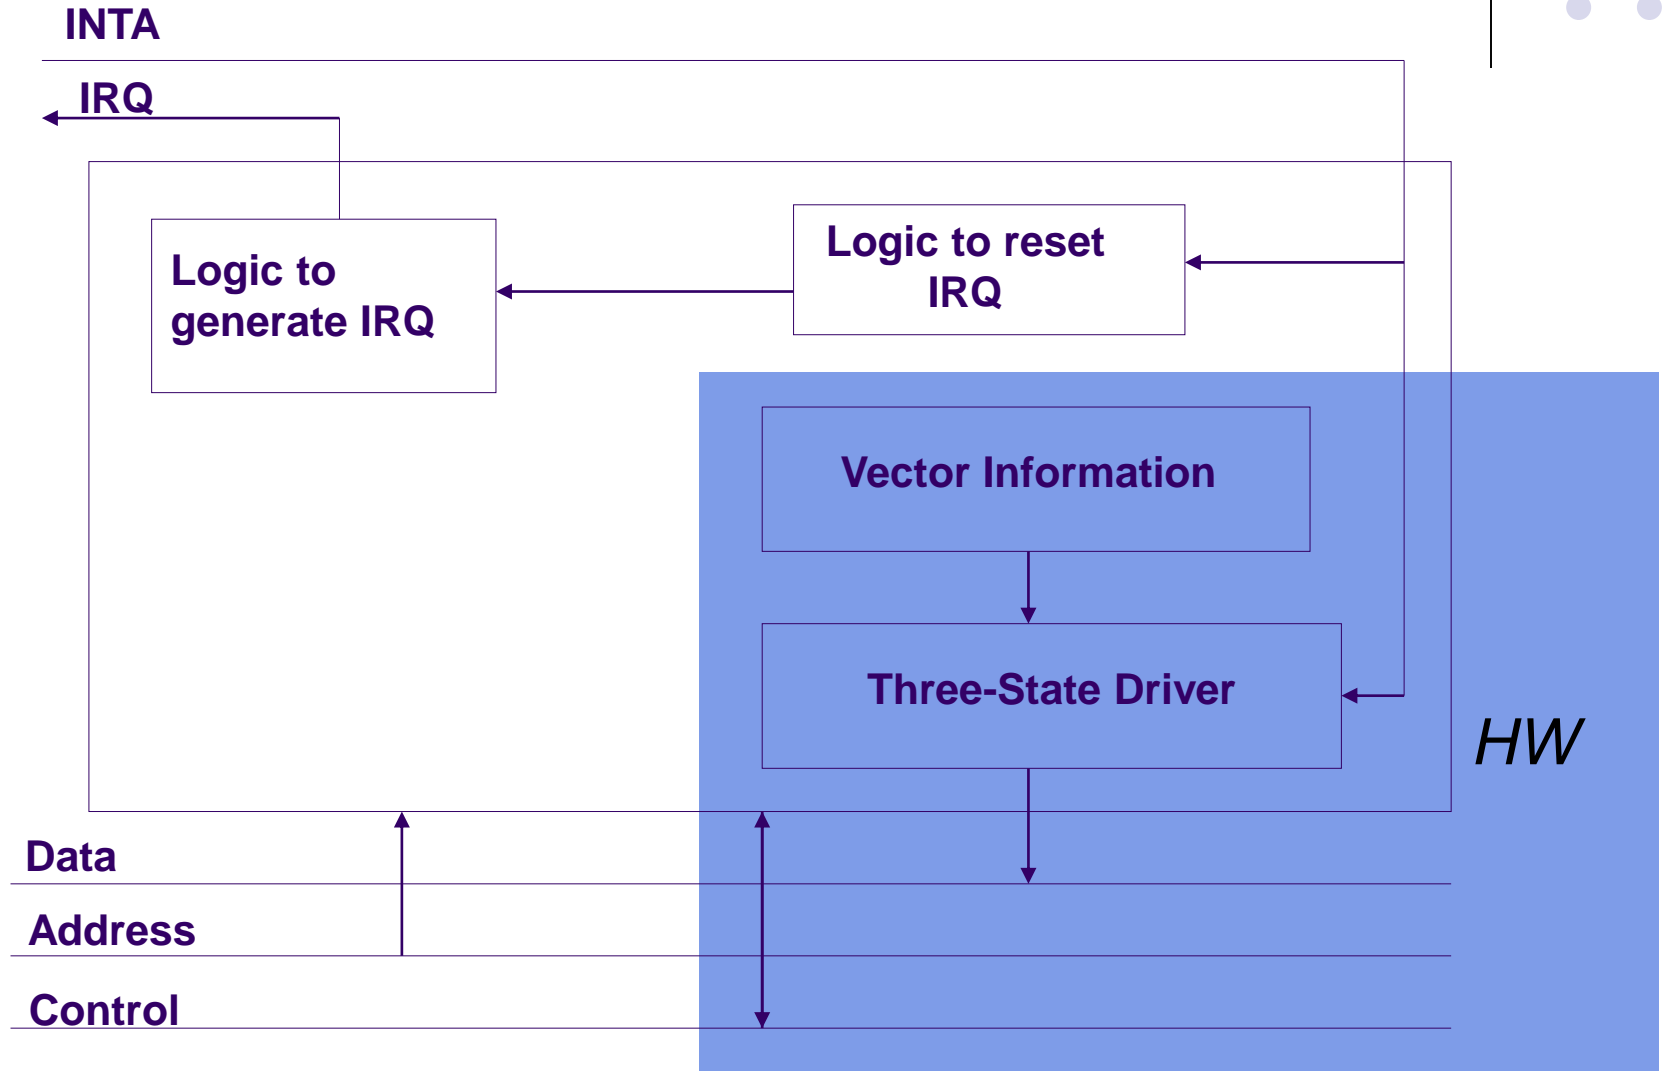 INTA
IRQ
Logic to
generate IRQ
Logic to reset
IRQ
Vector Information
Three-State Driver
HW
Data
Address
Control